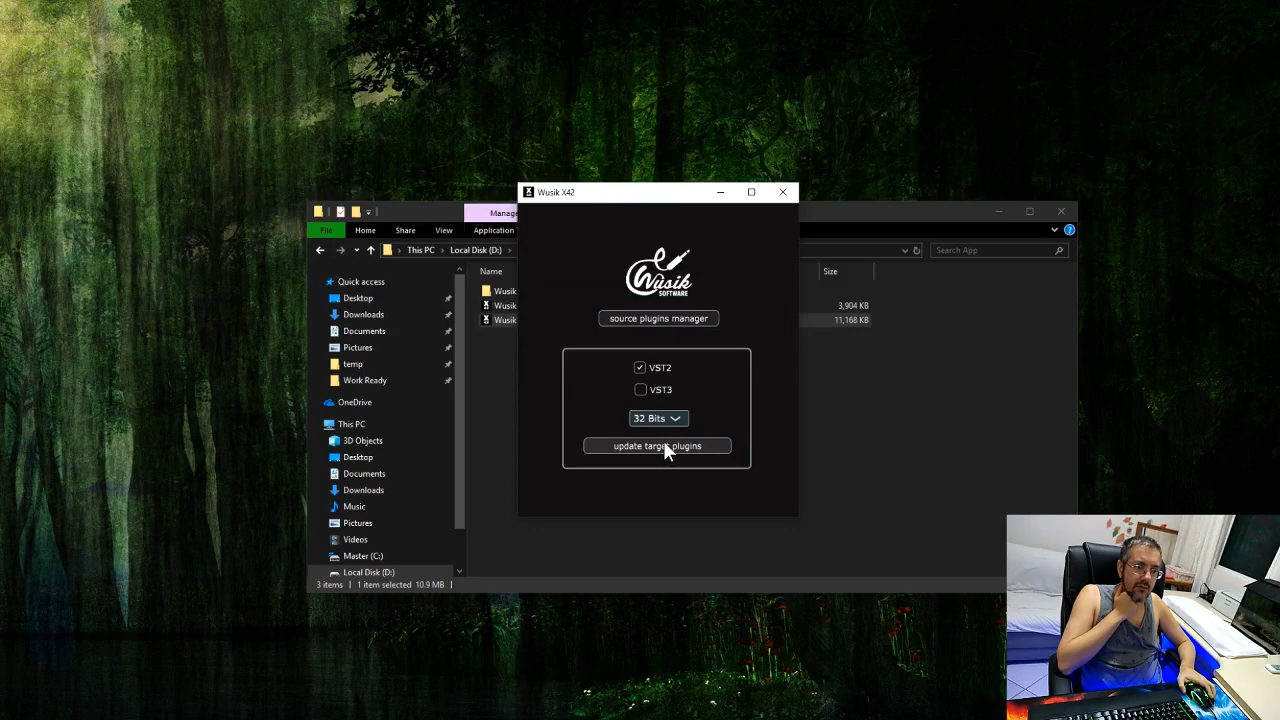 Wusik X42
Manage
File
Home
Share
View
Application
This PC
Local Disk (D:)
Search App
Quick access
Desktop
Downloads
Documents
Pictures
temp
Work Ready
OneDrive
This PC
3D Objects
Desktop
Documents
Downloads
Music
Pictures
Videos
Master (C:)
Local Disk (D:)
Name
Size
Wusik
Wusik
3,904 KB
Wusik
11,168 KB
Wusik
SOFTWARE
source plugins manager
VST2
VST3
32 Bits
update target plugins
3 items
1 item selected 10.9 MB